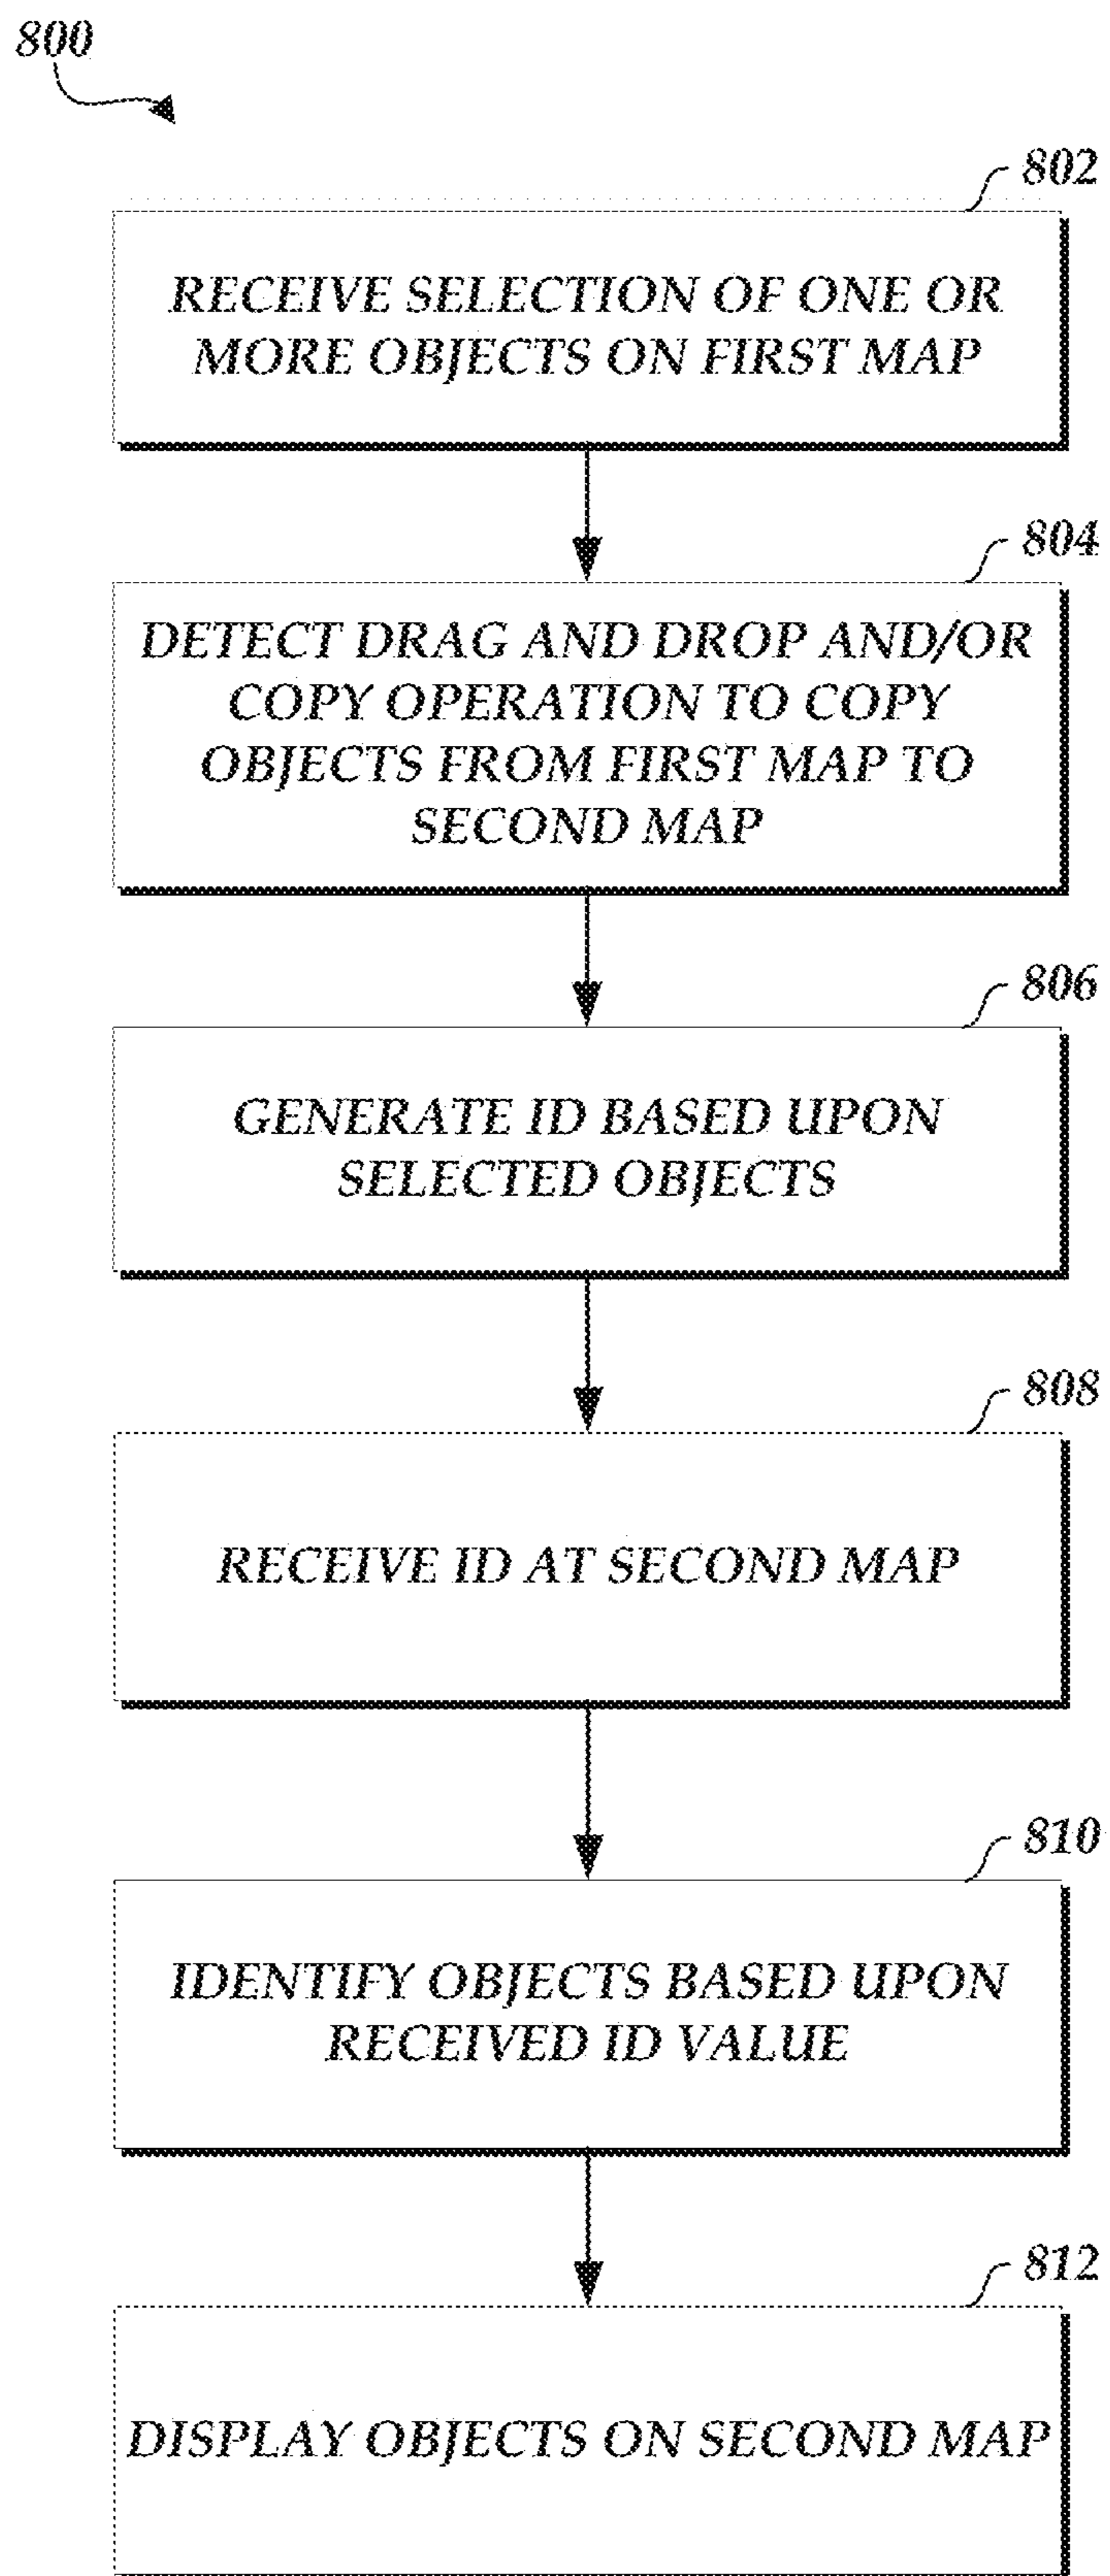 800
802
RECEIVE SELECTION OF ONE OR
MORE OBJECTS ON FIRST MAP
804
DETECT DRAG AND DROP AND/OR
COPY OPERATION TO COPY
OBJECTS FROM FIRST MAP TO
SECOND MAP
806
GENERATE ID BASED UPON
SELECTED OBJECTS
808
RECEIVE ID AT SECOND MAP
810
IDENTIFY OBJECTS BASED UPON
RECEIVED ID VALUE
812
DISPLAY OBJECTS ON SECOND MAP